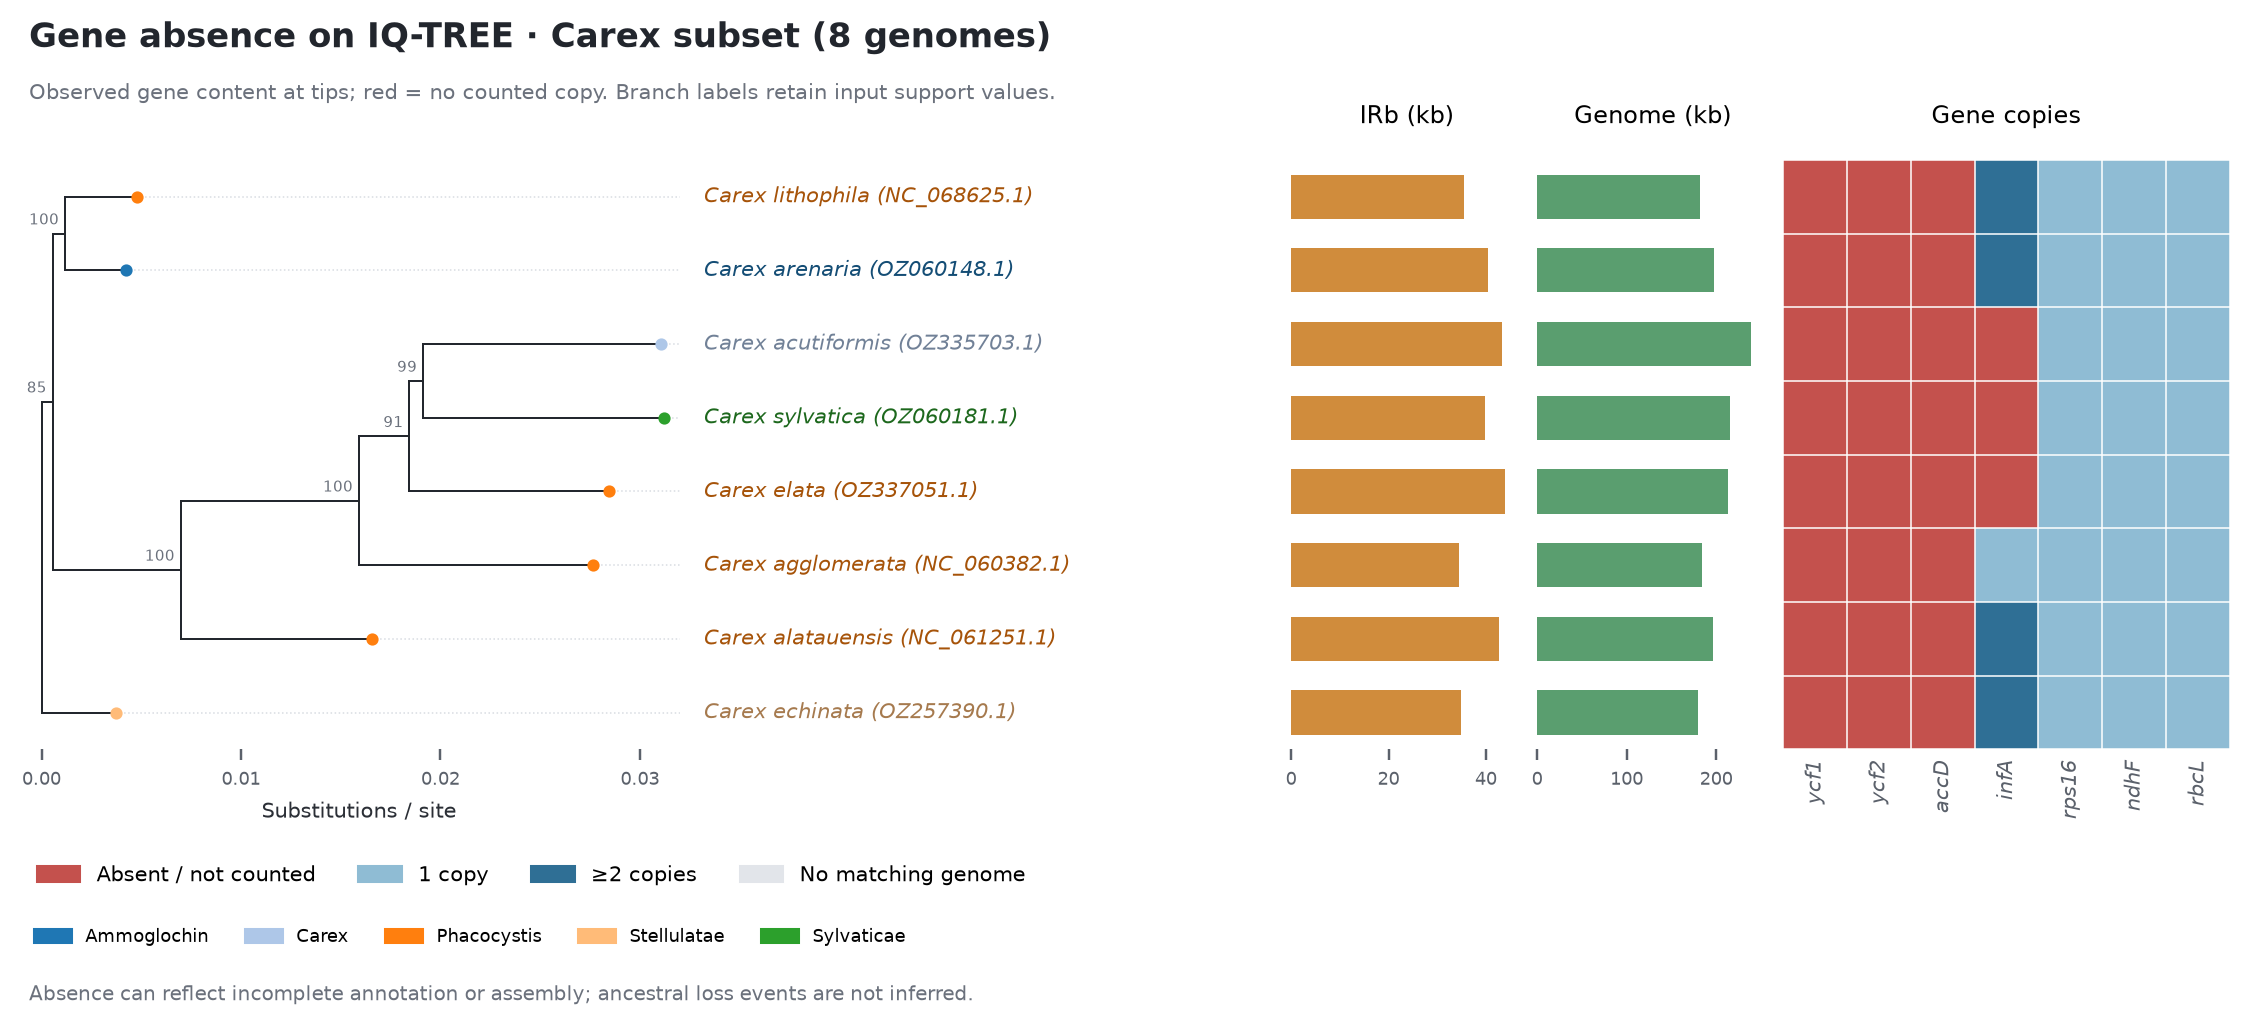 Gene absence on IQ-TREE · Carex subset (8 genomes)
Observed gene content at tips; red = no counted copy. Branch labels retain input support values.
IRb (kb)
Genome (kb)
Gene copies
Carex lithophila (NC_068625.1)
100
Carex arenaria (OZ060148.1)
Carex acutiformis (OZ335703.1)
99
85
Carex sylvatica (OZ060181.1)
91
100
Carex elata (OZ337051.1)
100
Carex agglomerata (NC_060382.1)
Carex alatauensis (NC_061251.1)
Carex echinata (OZ257390.1)
0.00 0.01 0.02 0.03
Substitutions / site
0 20 40
0 100 200
ycf1
ycf2
accD
infA
rps16
ndhF
rbcL
Absent / not counted
1 copy
≥2 copies
No matching genome
Ammoglochin
Carex
Phacocystis
Stellulatae
Sylvaticae
Absence can reflect incomplete annotation or assembly; ancestral loss events are not inferred.